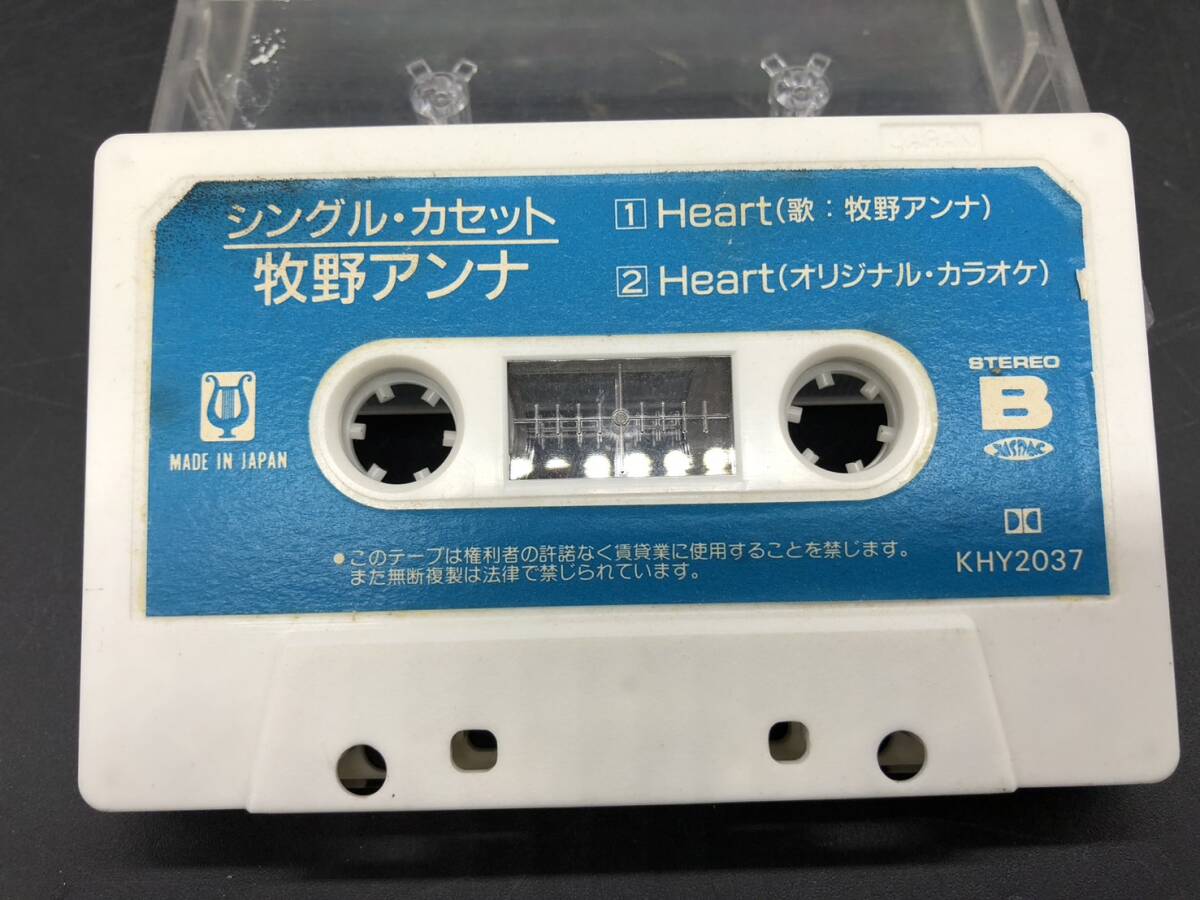 シングル・カセット
牧野アンナ
1 Heart(歌:牧野アンナ)
2 Heart(オリジナル・カラオケ)
STEREO
B
MADE IN JAPAN
●このテープは権利者の許諾なく賃貸業に使用することを禁じます。
また無断複製は法律で禁じられています。
KHY2037